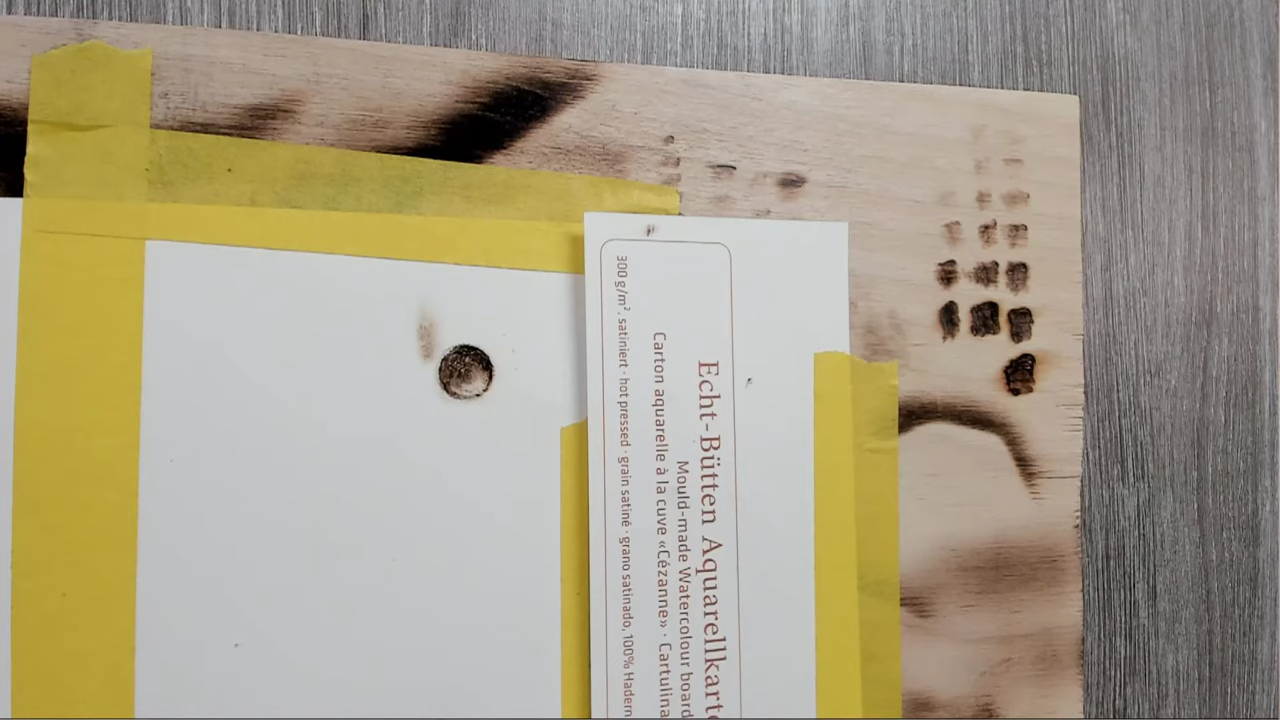 Echt-Bütten Aquarellkarto
Mould-made Watercolour board
Carton aquarelle à la cuve «Cézanne» · Cartulina
300 g/m², satiniert · hot pressed · grain satiné · grano satinado, 100% Hadern